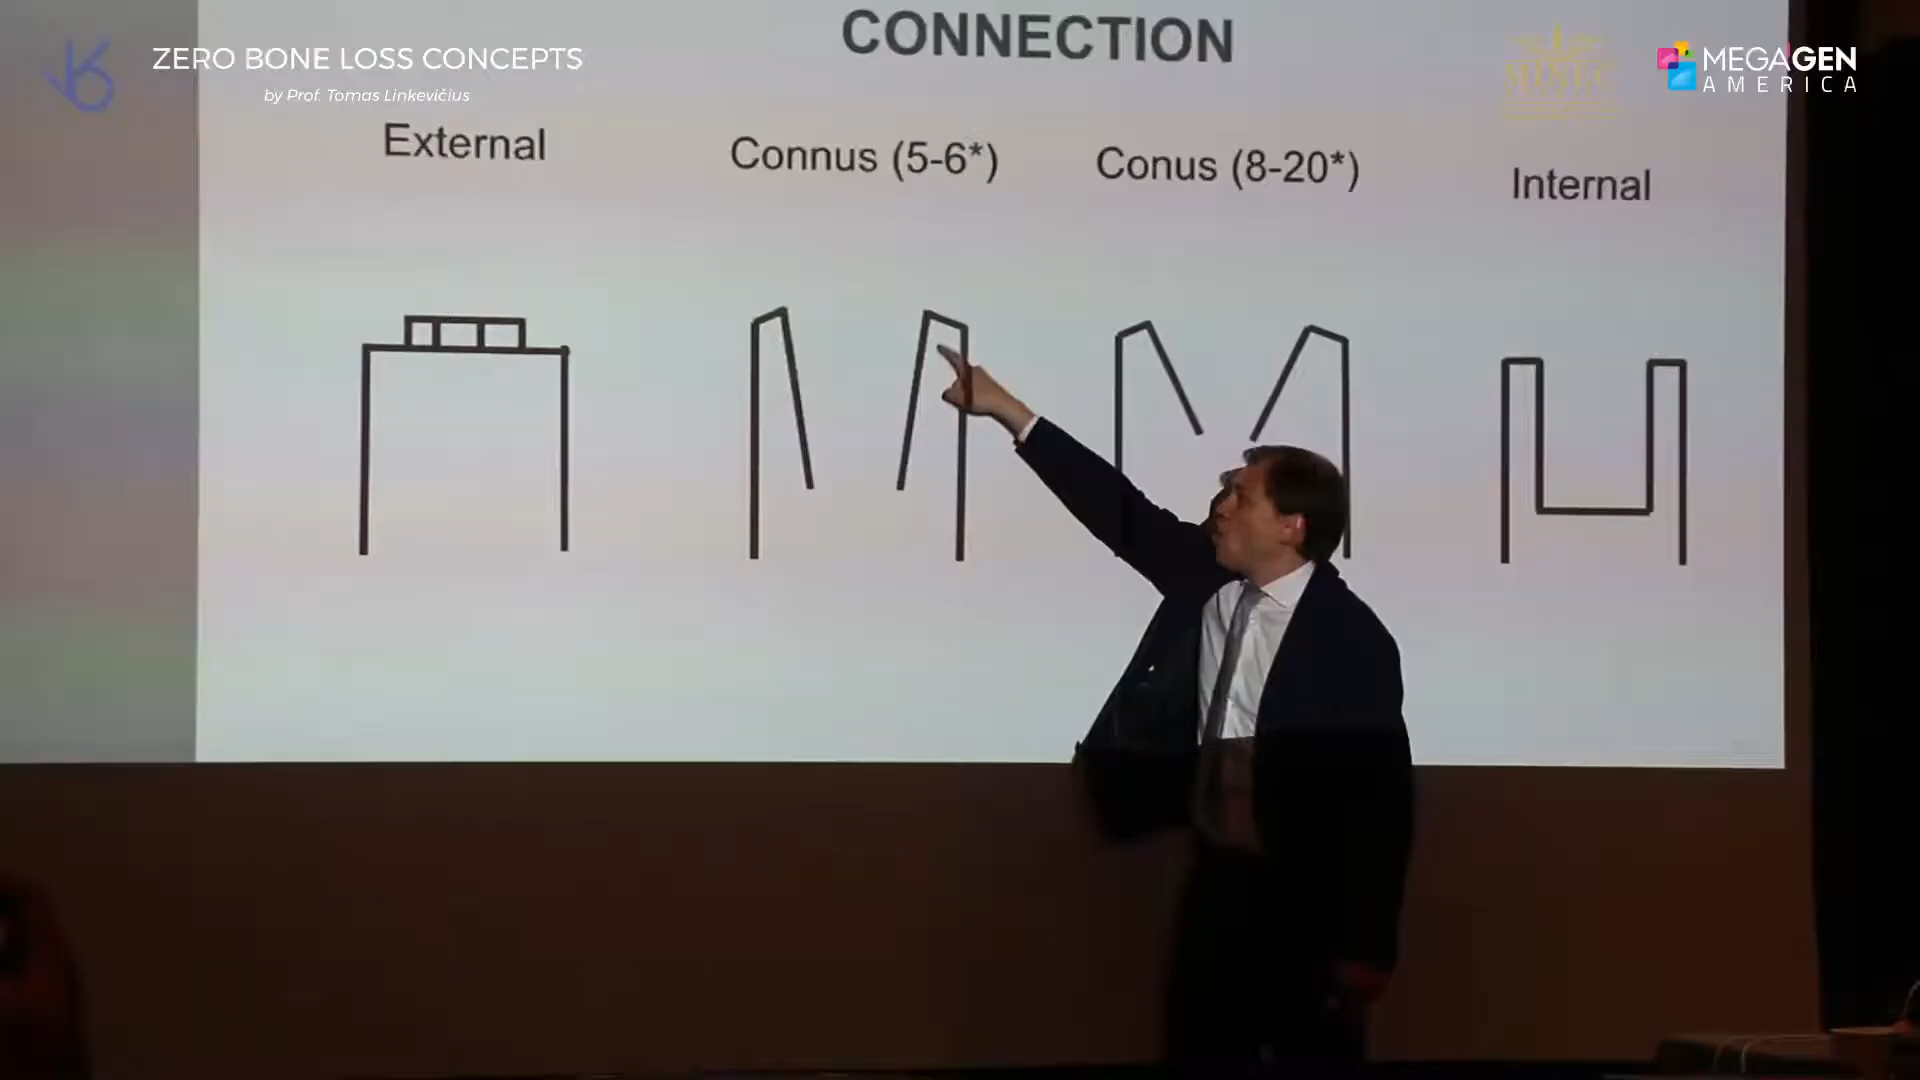 CONNECTION
ZERO BONE LOSS CONCEPTS
by Prof. Tomas Linkevičius
MINEC
MEGAGEN
AMERICA
External
Connus (5-6*)
Conus (8-20*)
Internal